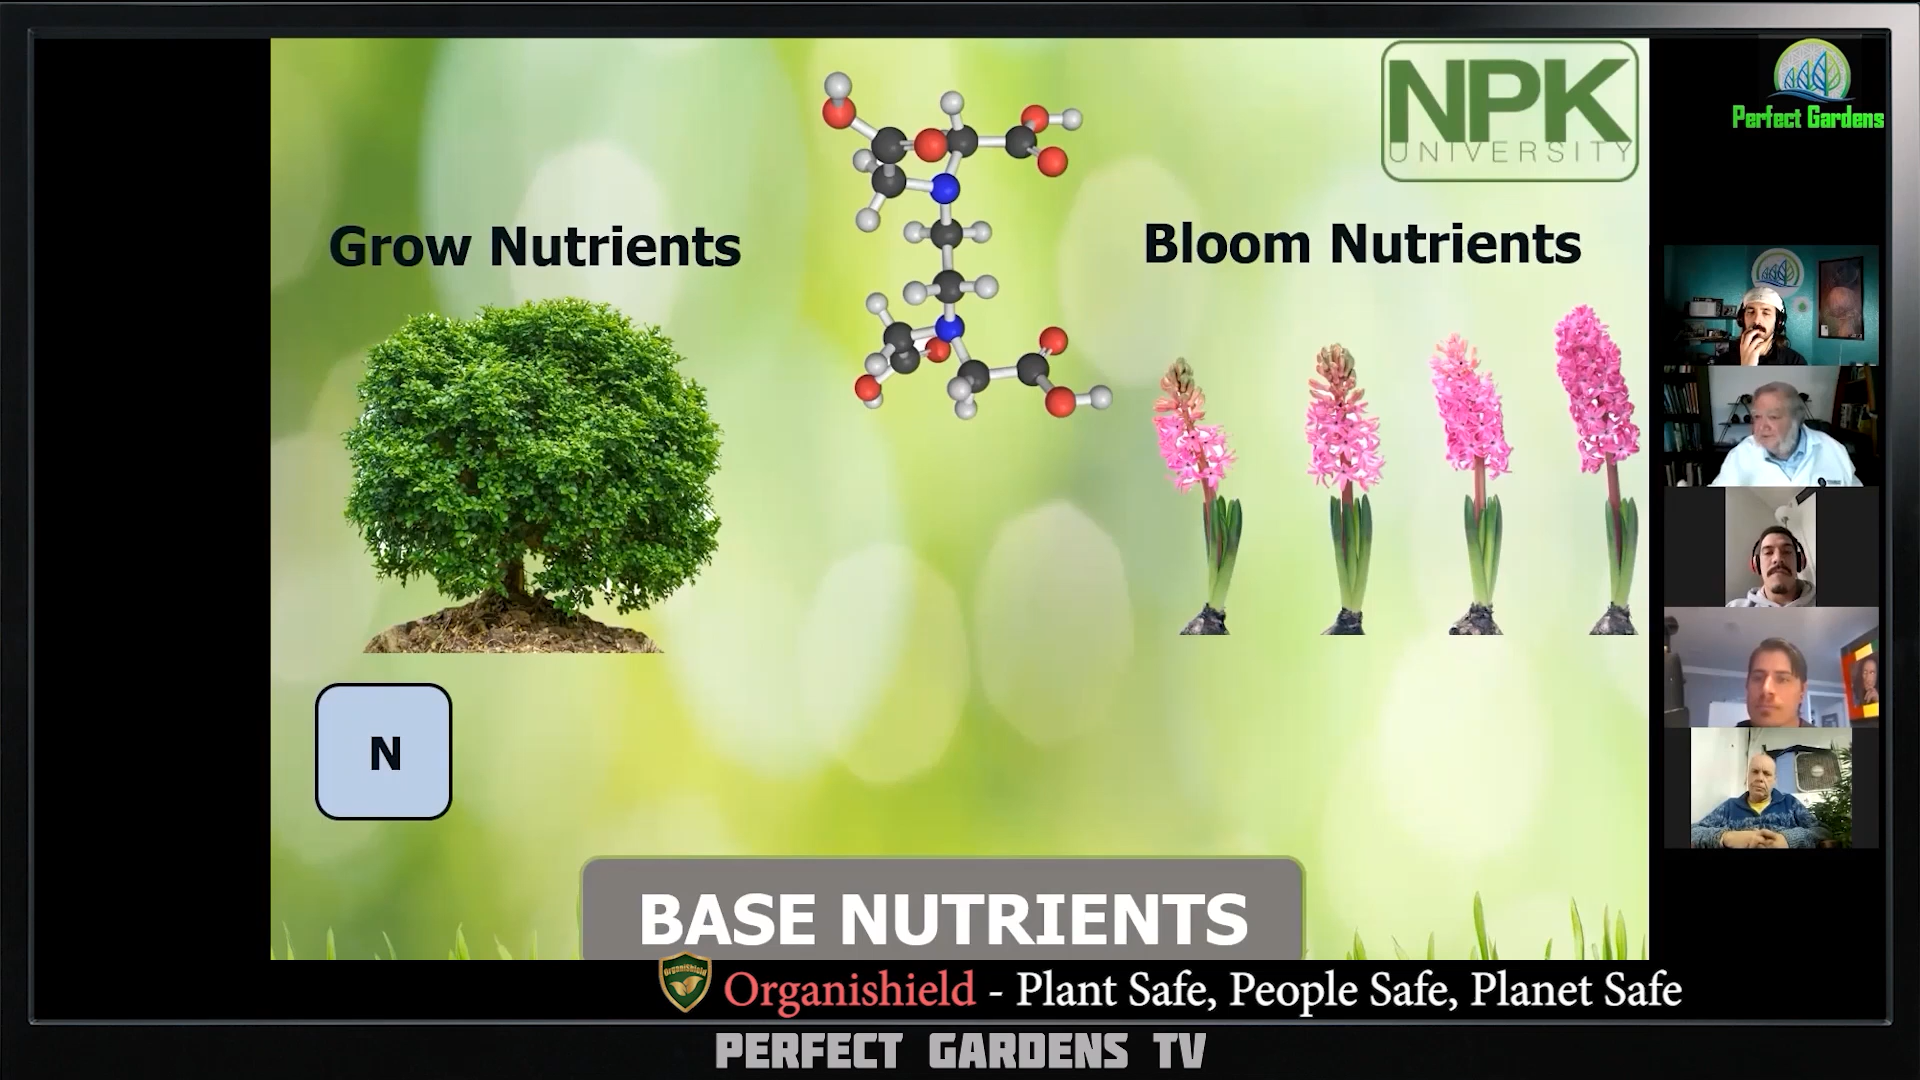 NPK
UNIVERSITY
Perfect Gardens
Grow Nutrients
Bloom Nutrients
N
BASE NUTRIENTS
OrganiShield
Organishield - Plant Safe, People Safe, Planet Safe
PERFECT GARDENS TV